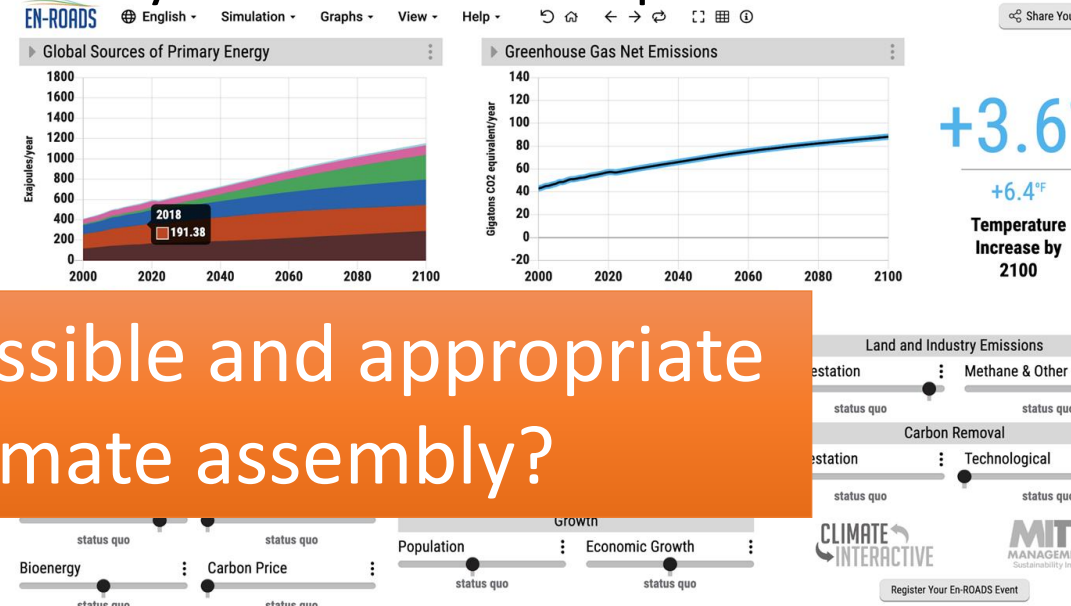 EN-ROADS
English
Simulation
Graphs
View
Help
Share You
Global Sources of Primary Energy
Greenhouse Gas Net Emissions
Exajoules/year
1800
1600
1400
1200
1000
800
600
400
200
0
2018
191.38
2000 2020 2040 2060 2080 2100
Gigatons CO2 equivalent/year
140
120
100
80
60
40
20
0
-20
2000 2020 2040 2060 2080 2100
+3.6
+6.4°F
Temperature
Increase by
2100
ssible and appropriate
mate assembly?
Land and Industry Emissions
estation
Methane & Other
status quo
status quo
Carbon Removal
estation
Technological
status quo
status quo
status quo
status quo
Growth
Population
Economic Growth
status quo
status quo
Bioenergy
Carbon Price
status quo
status quo
CLIMATE
INTERACTIVE
MIT
MANAGEM
Sustainability In
Register Your En-ROADS Event